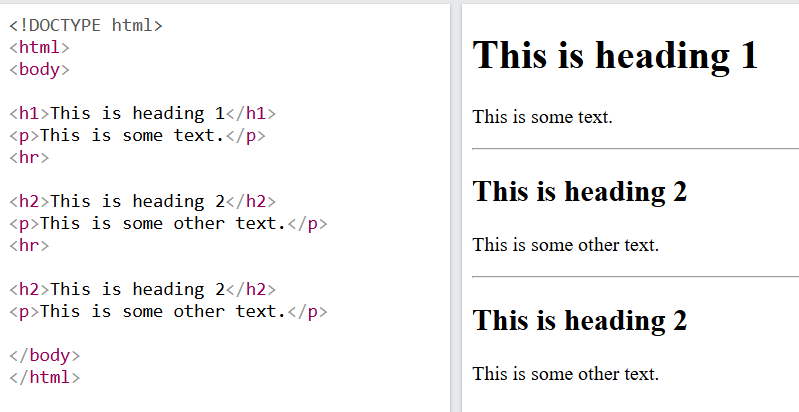 <!DOCTYPE html>
<html>
<body>
<h1>This is heading 1</h1>
<p>This is some text.</p>
<hr>
<h2>This is heading 2</h2>
<p>This is some other text.</p>
<hr>
<h2>This is heading 2</h2>
<p>This is some other text.</p>
</body>
</html>
This is heading 1
This is some text.
This is heading 2
This is some other text.
This is heading 2
This is some other text.